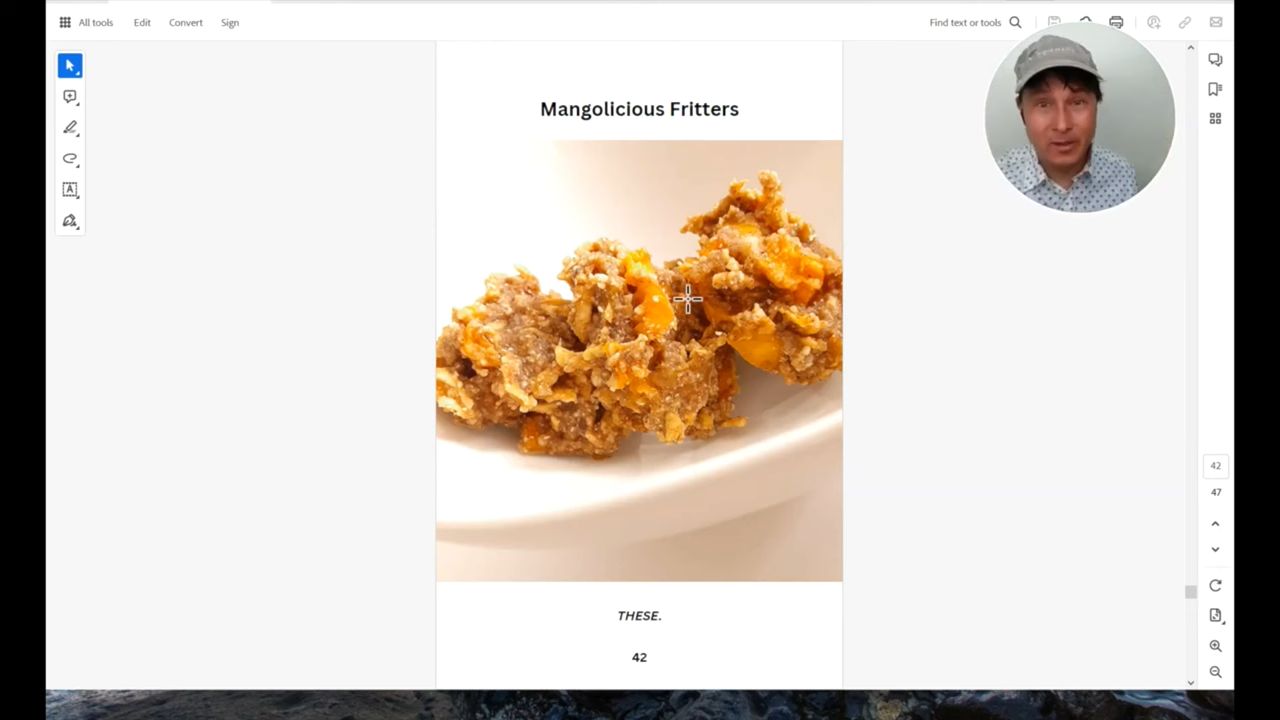 All tools
Edit
Convert
Sign
Find text or tools
Mangolicious Fritters
42
47
THESE.
42